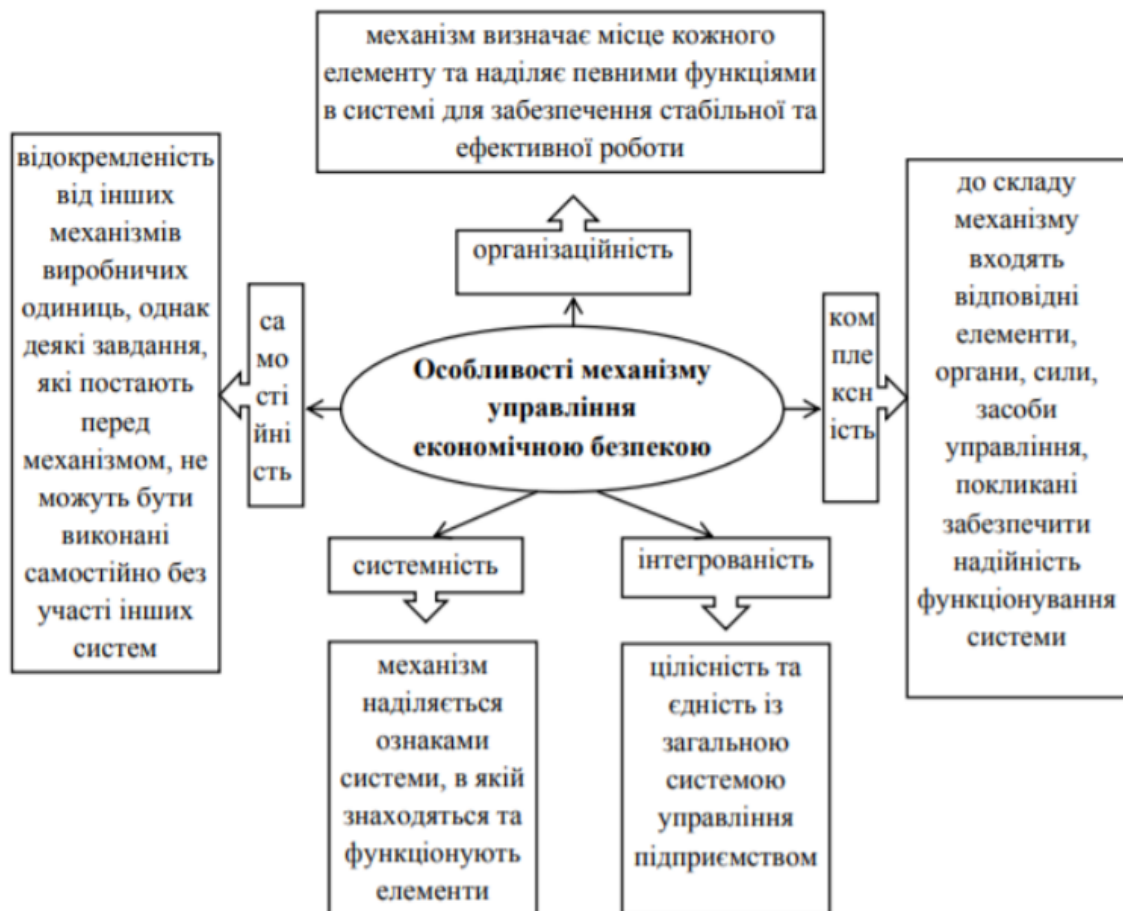 механізм визначає місце кожного
елементу та наділяє певними функціями
в системі для забезпечення стабільної та
ефективної роботи
організаційність
відокремленість
від інших
механізмів
виробничих
одиниць, однак
деякі завдання,
які постають
перед
механізмом, не
можуть бути
виконані
самостійно без
участі інших
систем
са
мо
сті
йні
сть
Особливості механізму
управління
економічною безпекою
ком
пле
ксн
ість
до складу
механізму
входять
відповідні
елементи,
органи, сили,
засоби
управління,
покликані
забезпечити
надійність
функціонування
системи
системність
механізм
наділяється
ознаками
системи, в якій
знаходяться та
функціонують
елементи
інтегрованість
цілісність та
єдність із
загальною
системою
управління
підприємством